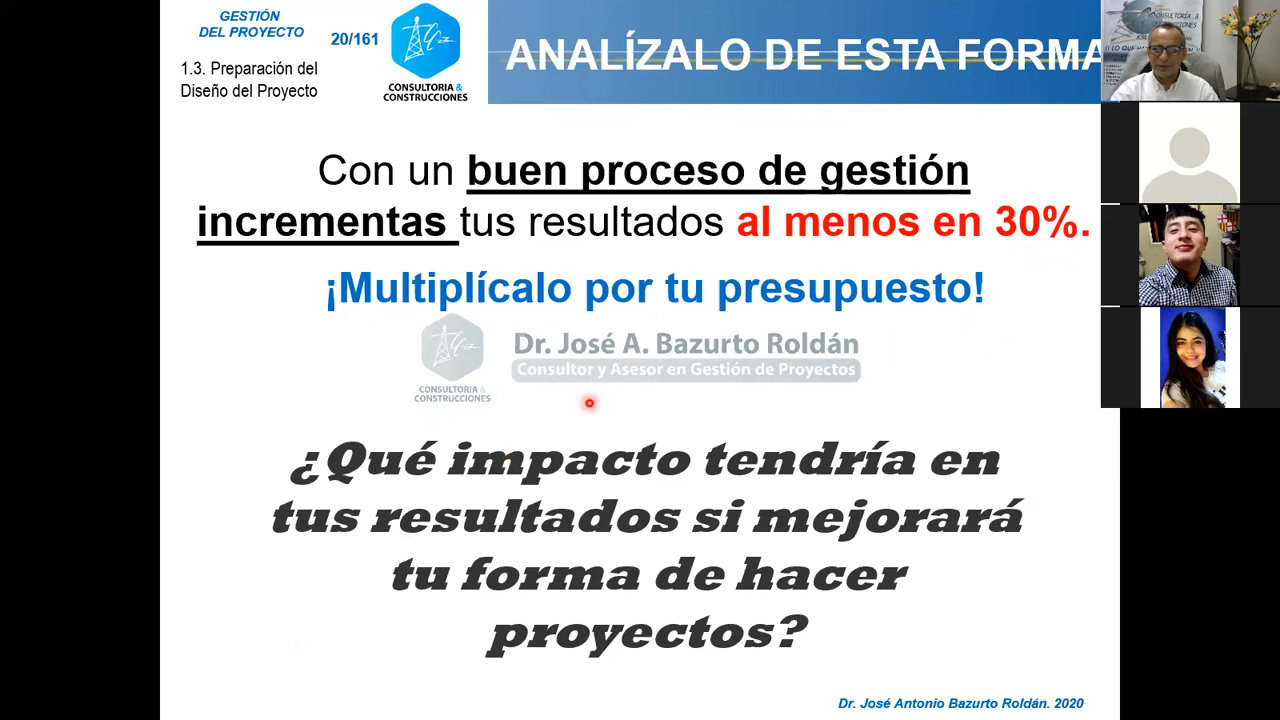 GESTIÓN
DEL PROYECTO
20/161
1.3. Preparación del
Diseño del Proyecto
CONSULTORIA &
CONSTRUCCIONES
ANALÍZALO DE ESTA FORMA
Con un buen proceso de gestión
incrementas tus resultados al menos en 30%.
¡Multiplícalo por tu presupuesto!
CONSULTORIA &
CONSTRUCCIONES
Dr. José A. Bazurto Roldán
Consultor y Asesor en Gestión de Proyectos
¿Qué impacto tendría en
tus resultados si mejorará
tu forma de hacer
proyectos?
Dr. José Antonio Bazurto Roldán. 2020
CONSULTORÍA &